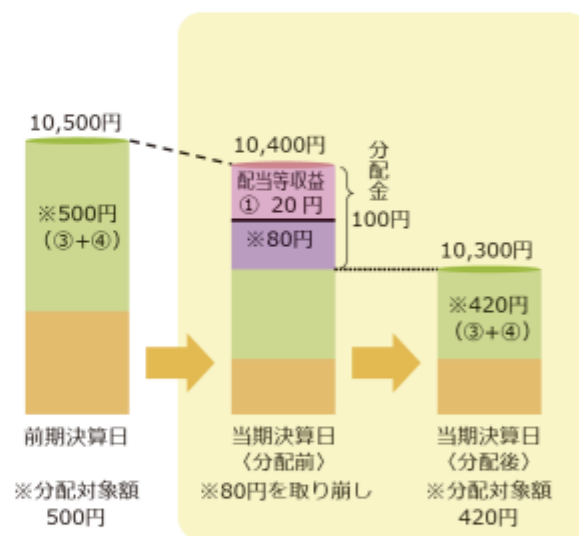 10,500円
※500円
（③+④）
前期決算日
※分配対象額
500円
10,400円
配当等収益
① 20円
※80円
分配金
100円
当期決算日
〈分配前〉
※80円を取り崩し
10,300円
※420円
（③+④）
当期決算日
〈分配後〉
※分配対象額
420円